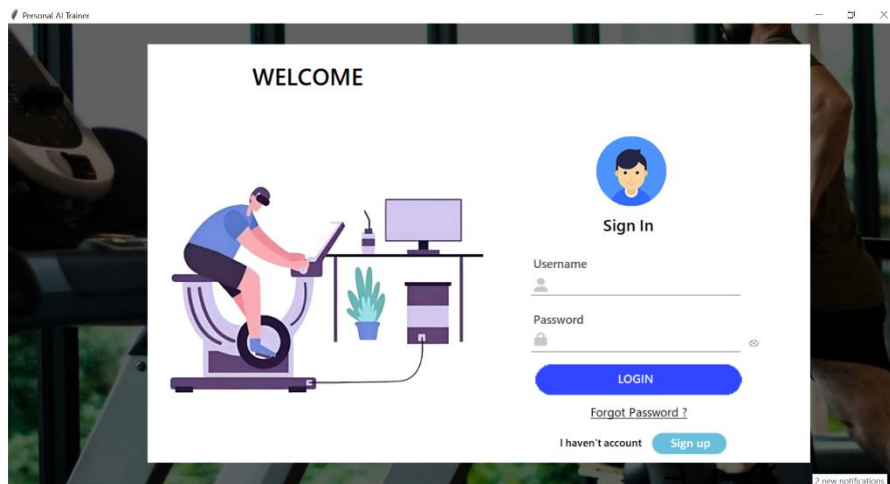 Personal AI Trainer
WELCOME
Sign In
Username
Password
LOGIN
Forgot Password ?
I haven't account Sign up
2 new notifications